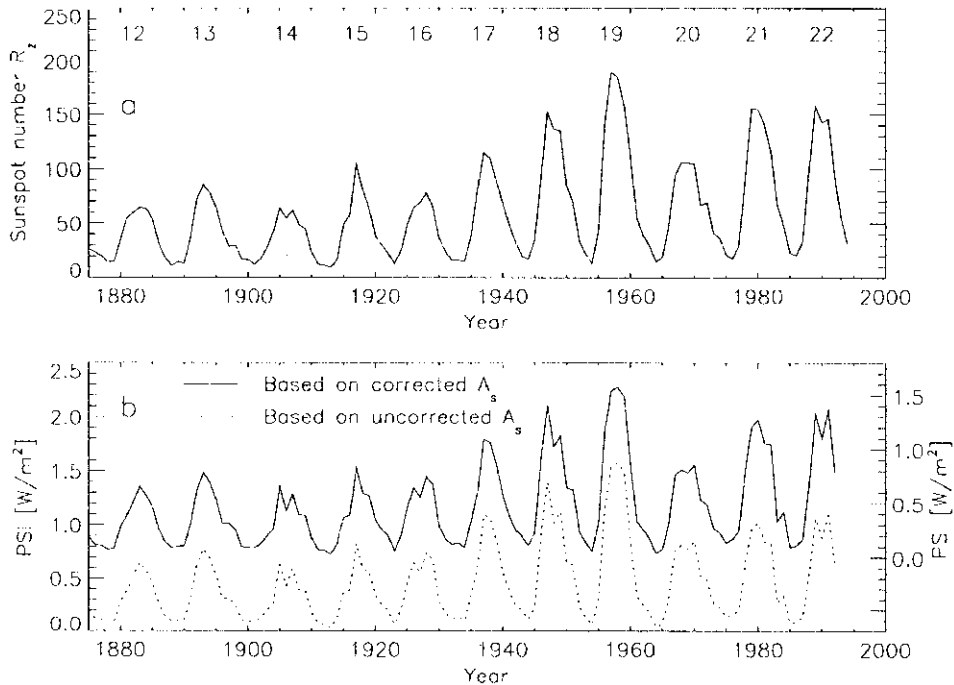 250
200
150
100
50
0
Sunspot number R_z
12 13 14 15 16 17 18 19 20 21 22
a
1880 1900 1920 1940 1960 1980 2000
Year
2.5
2.0
1.5
1.0
0.5
0.0
PSI [W/m²]
b
Based on corrected A_s
Based on uncorrected A_s
1.5
1.0
0.5
0.0
PSI [W/m²]
1880 1900 1920 1940 1960 1980 2000
Year